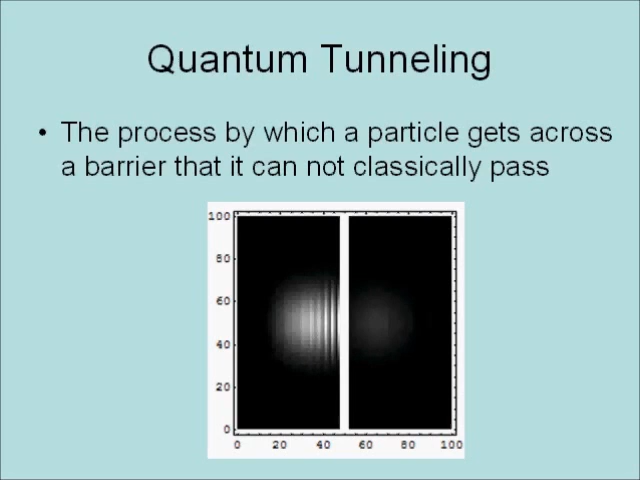 Quantum Tunneling
• The process by which a particle gets across
a barrier that it can not classically pass
100
80
60
40
20
0
0 20 40 60 80 100